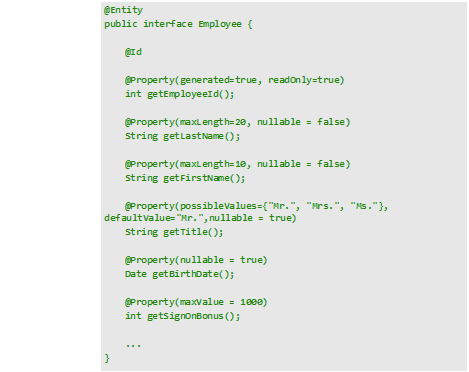 @Entity
public interface Employee {
@Id
@Property(generated=true, readOnly=true)
int getEmployeeId();
@Property(maxLength=20, nullable = false)
String getLastName();
@Property(maxLength=10, nullable = false)
String getFirstName();
@Property(possibleValues={"Mr.", "Mrs.", "Ms."},
defaultValue="Mr.",nullable = true)
String getTitle();
@Property(nullable = true)
Date getBirthDate();
@Property(maxValue = 1000)
int getSignOnBonus();
...
}